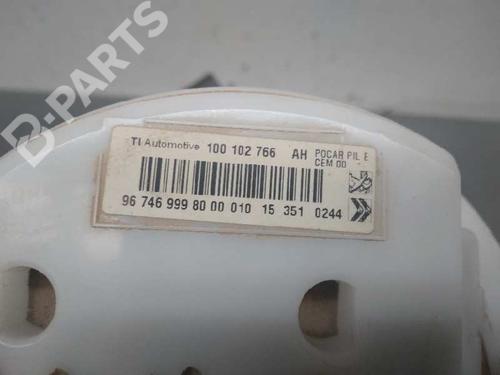 B-PARTS
TI Automotive 100 102 766 AH POCAR PIL E
CEM 00
96 746 999 80 00 010 15 351 0244